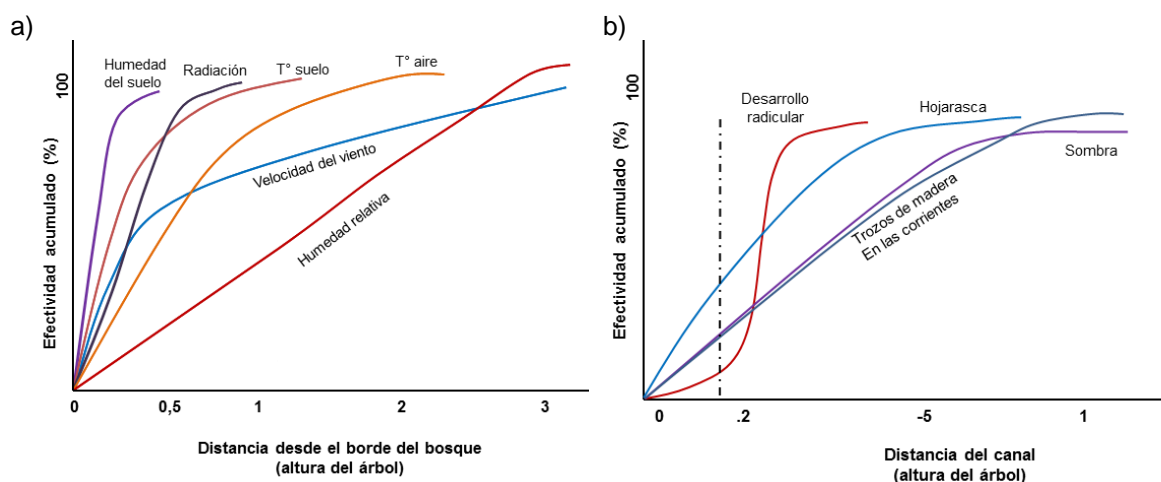 a)
Humedad
del suelo
Radiación
T° suelo
T° aire
100
Velocidad del viento
Humedad relativa
Efectividad acumulado (%)
0
0,5
1
2
3
Distancia desde el borde del bosque
(altura del árbol)
b)
100
Desarrollo
radicular
Hojarasca
Sombra
Trozos de madera
En las corrientes
Efectividad acumulado (%)
0
.2
-5
1
Distancia del canal
(altura del árbol)